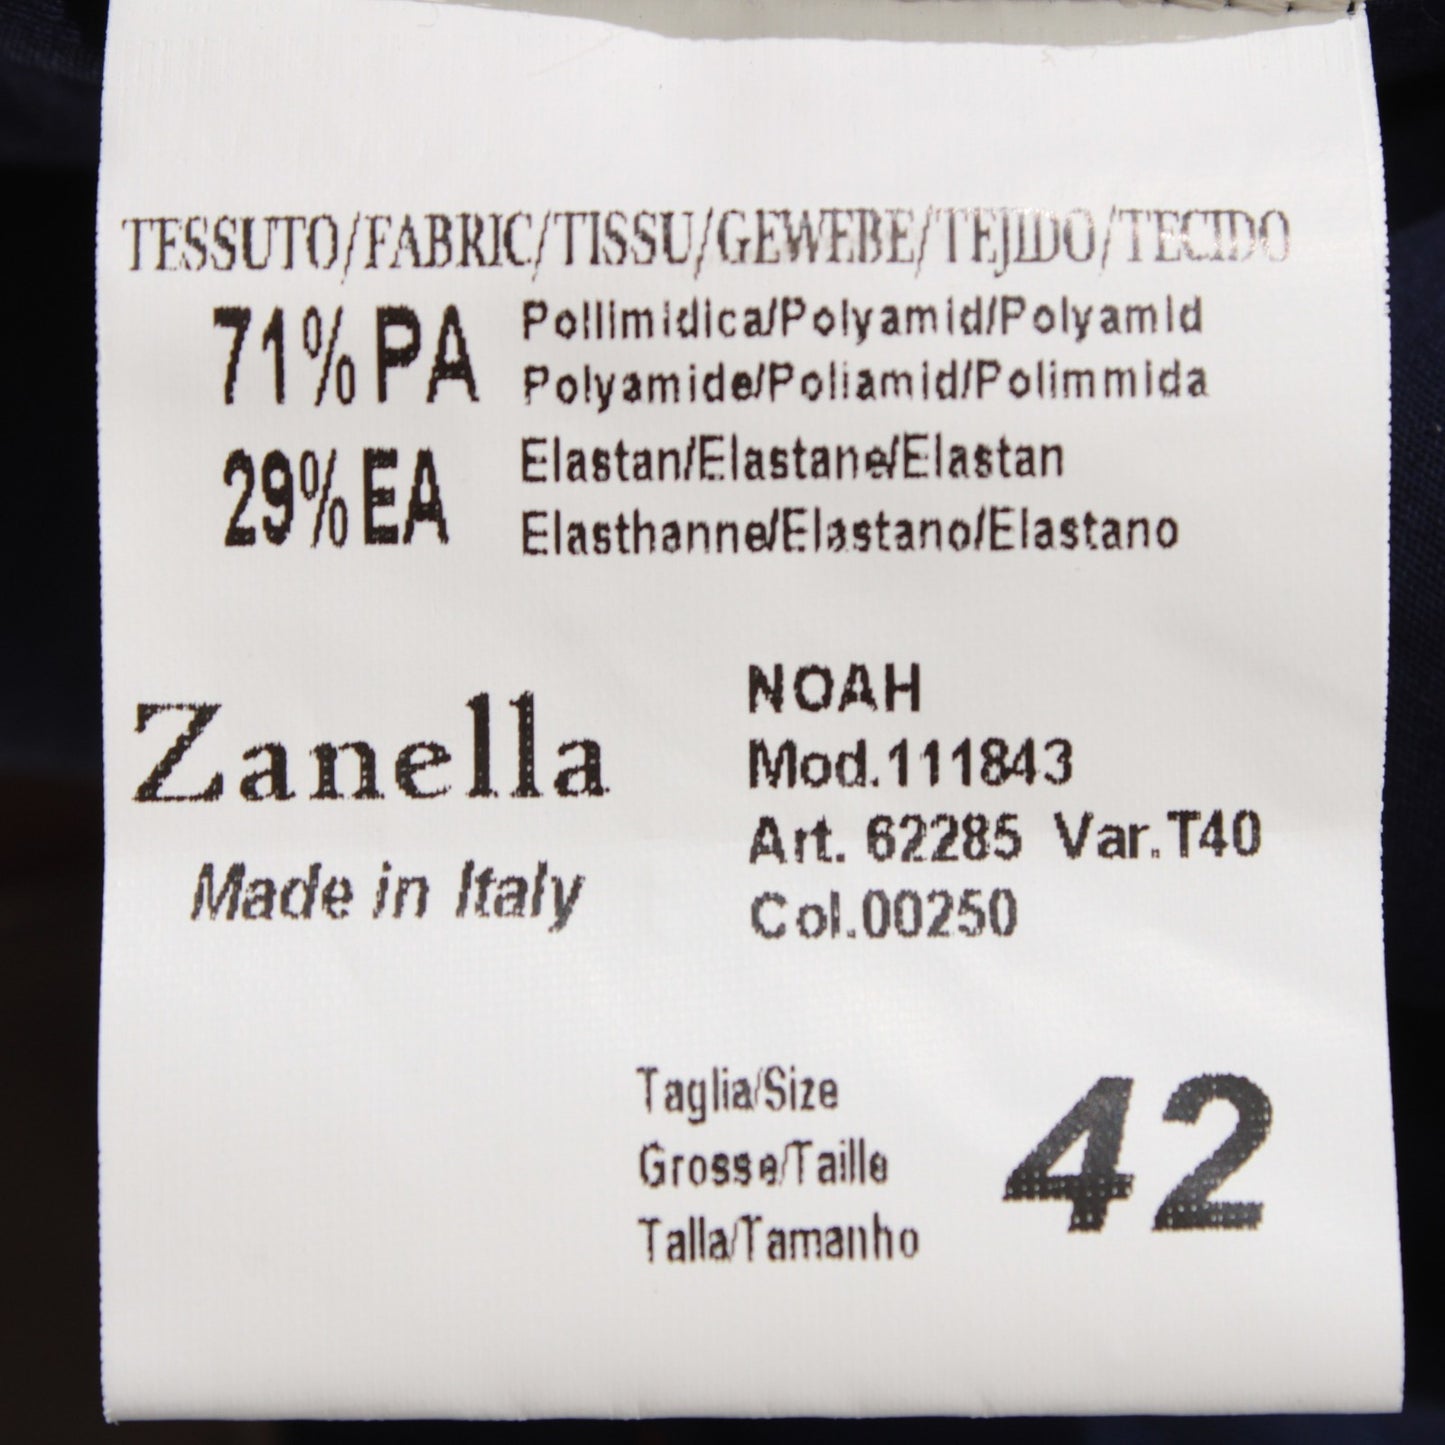 TESSUTO/FABRIC/TISSU/GEWEBE/TEJIDO/TECIDO
71% PA
Pollimidica/Polyamid/Polyamid
Polyamide/Poliamid/Polimmida
29% EA
Elastan/Elastane/Elastan
Elasthanne/Elastano/Elastano
Zanella
Made in Italy
NOAH
Mod.111843
Art. 62285 Var.T40
Col.00250
Taglia/Size
Grosse/Taille
Talla/Tamanho
42